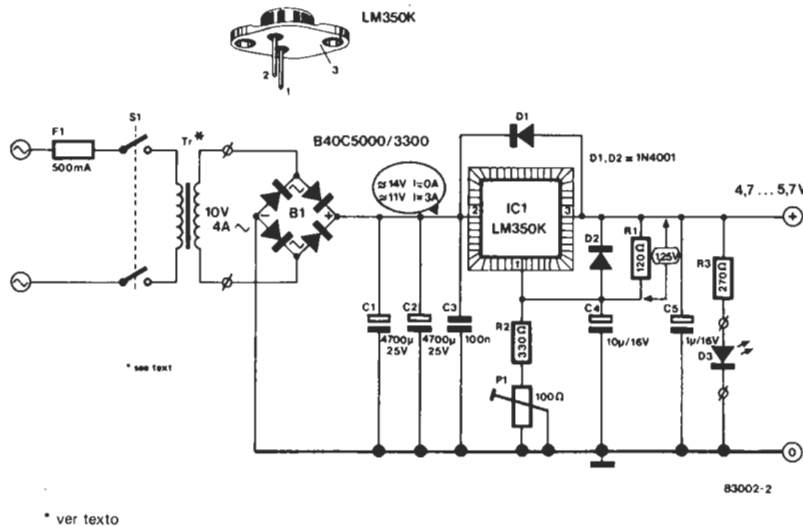 LM350K
2
3
1
F1
500mA
S1
Tr *
10V
4A ~
B40C5000/3300
B1
≈14V I=0A
≈11V I=3A
D1
D1, D2 = 1N4001
2
IC1
LM350K
3
1
4,7 ... 5,7V
+
D2
R1
120Ω
1,25V
R3
270Ω
C1
4700µ
25V
C2
4700µ
25V
C3
100n
R2
330Ω
P1
100Ω
C4
10µ/16V
C5
1µ/16V
D3
* see text
0
83002-2
* ver texto